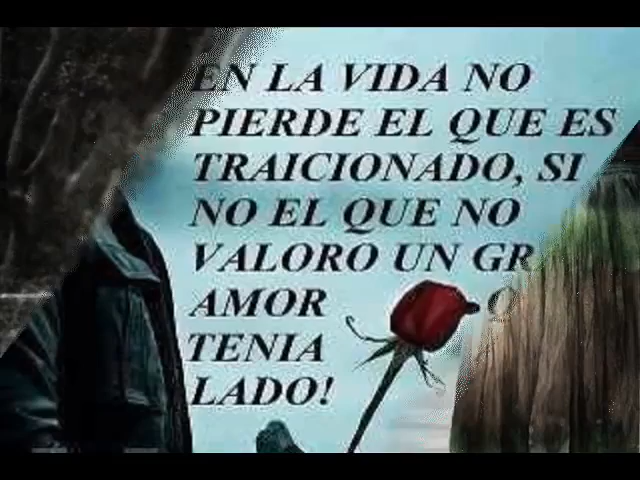 EN LA VIDA NO
PIERDE EL QUE ES
TRAICIONADO, SI
NO EL QUE NO
VALORO UN GR
AMOR
TENIA
LADO!